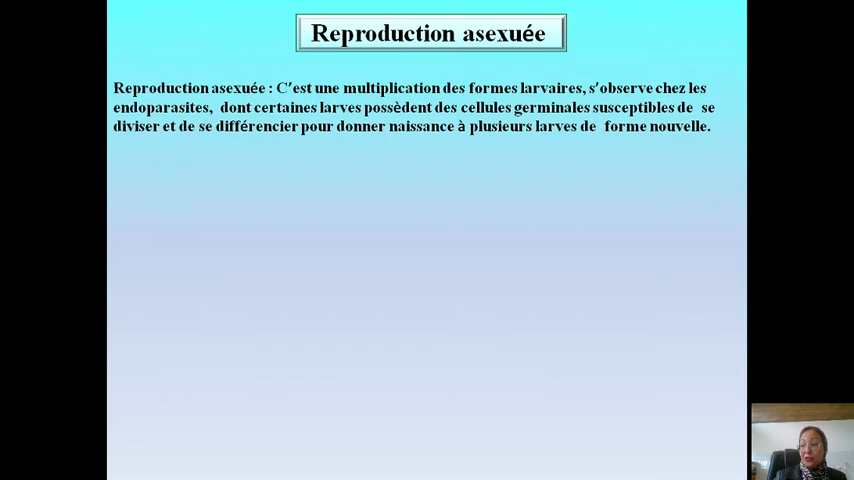 Reproduction asexuée
Reproduction asexuée : C'est une multiplication des formes larvaires, s'observe chez les
endoparasites, dont certaines larves possèdent des cellules germinales susceptibles de se
diviser et de se différencier pour donner naissance à plusieurs larves de forme nouvelle.